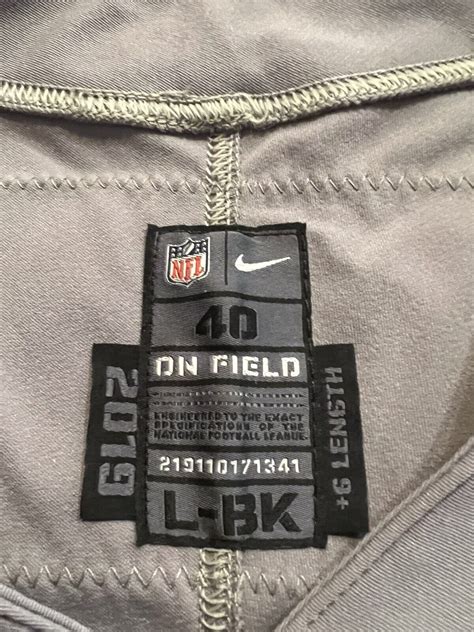 NFL
40
ON FIELD
ENGINEERED TO THE EXACT
SPECIFICATIONS OF THE
NATIONAL FOOTBALL LEAGUE.
219110171341
L-BK
2019
+6 LENGTH